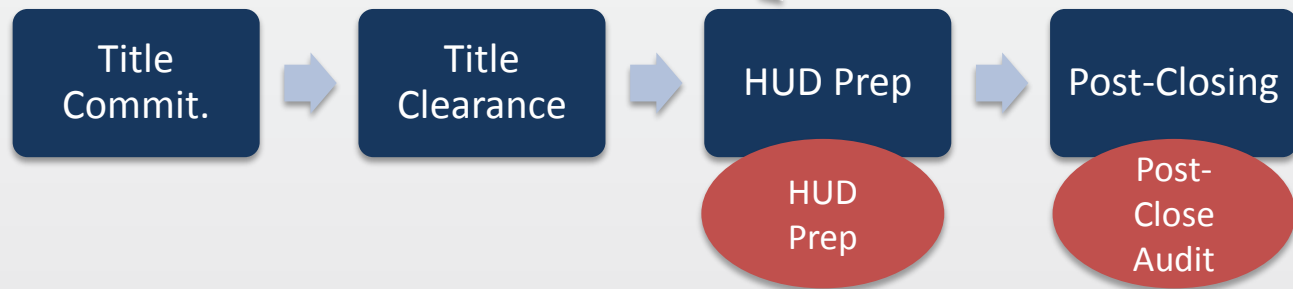 Title
Commit.
Title
Clearance
HUD Prep
Post-Closing
HUD
Prep
Post-
Close
Audit